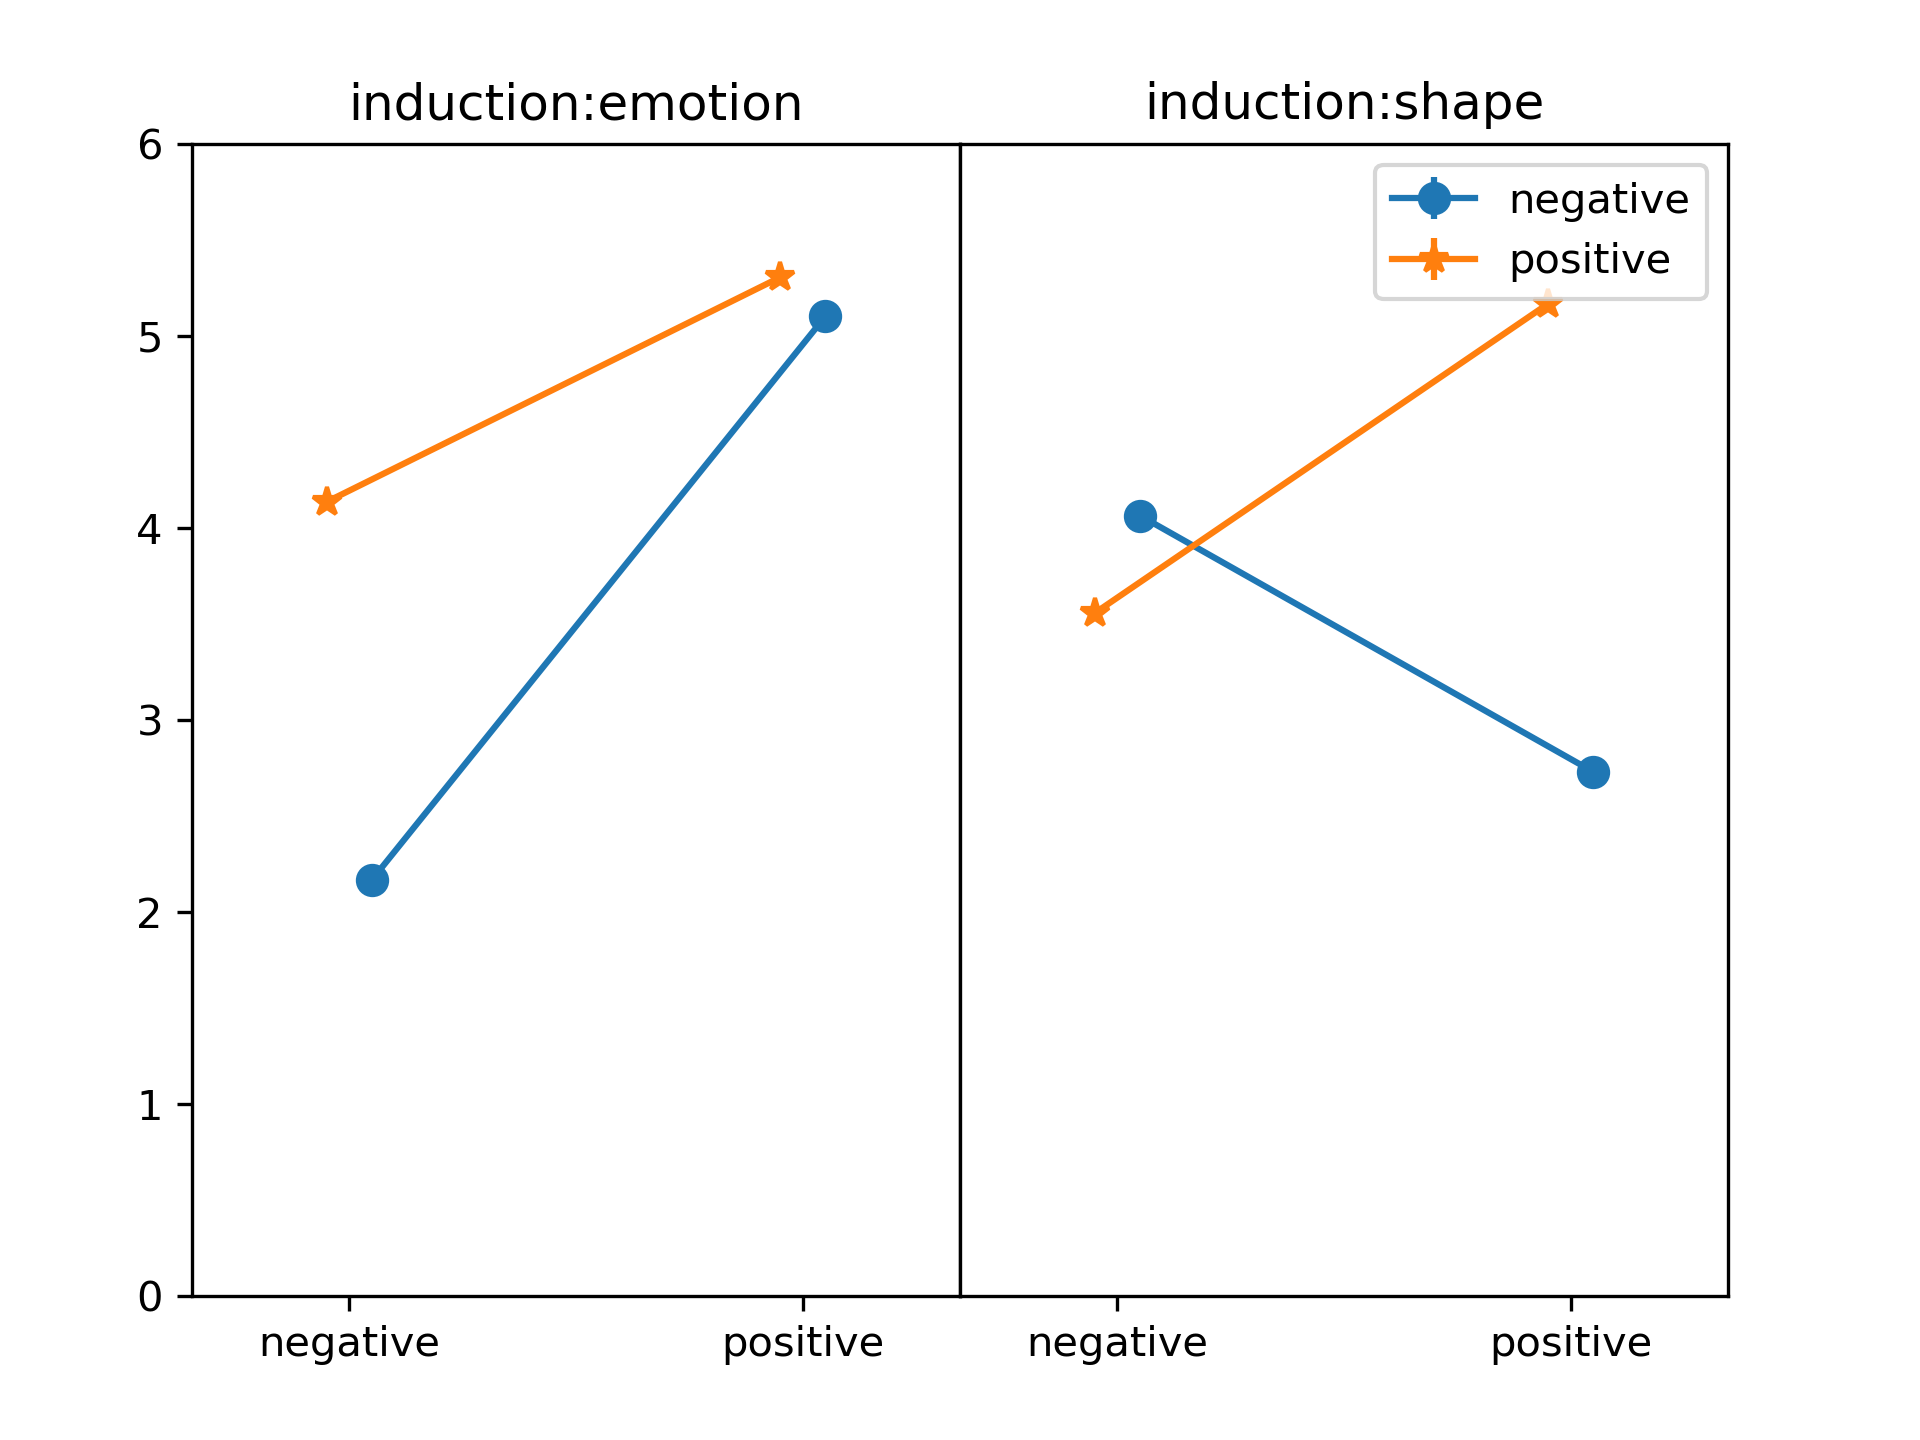 induction:emotion
induction:shape
6
5
4
3
2
1
0
negative
positive
negative
positive
negative
positive